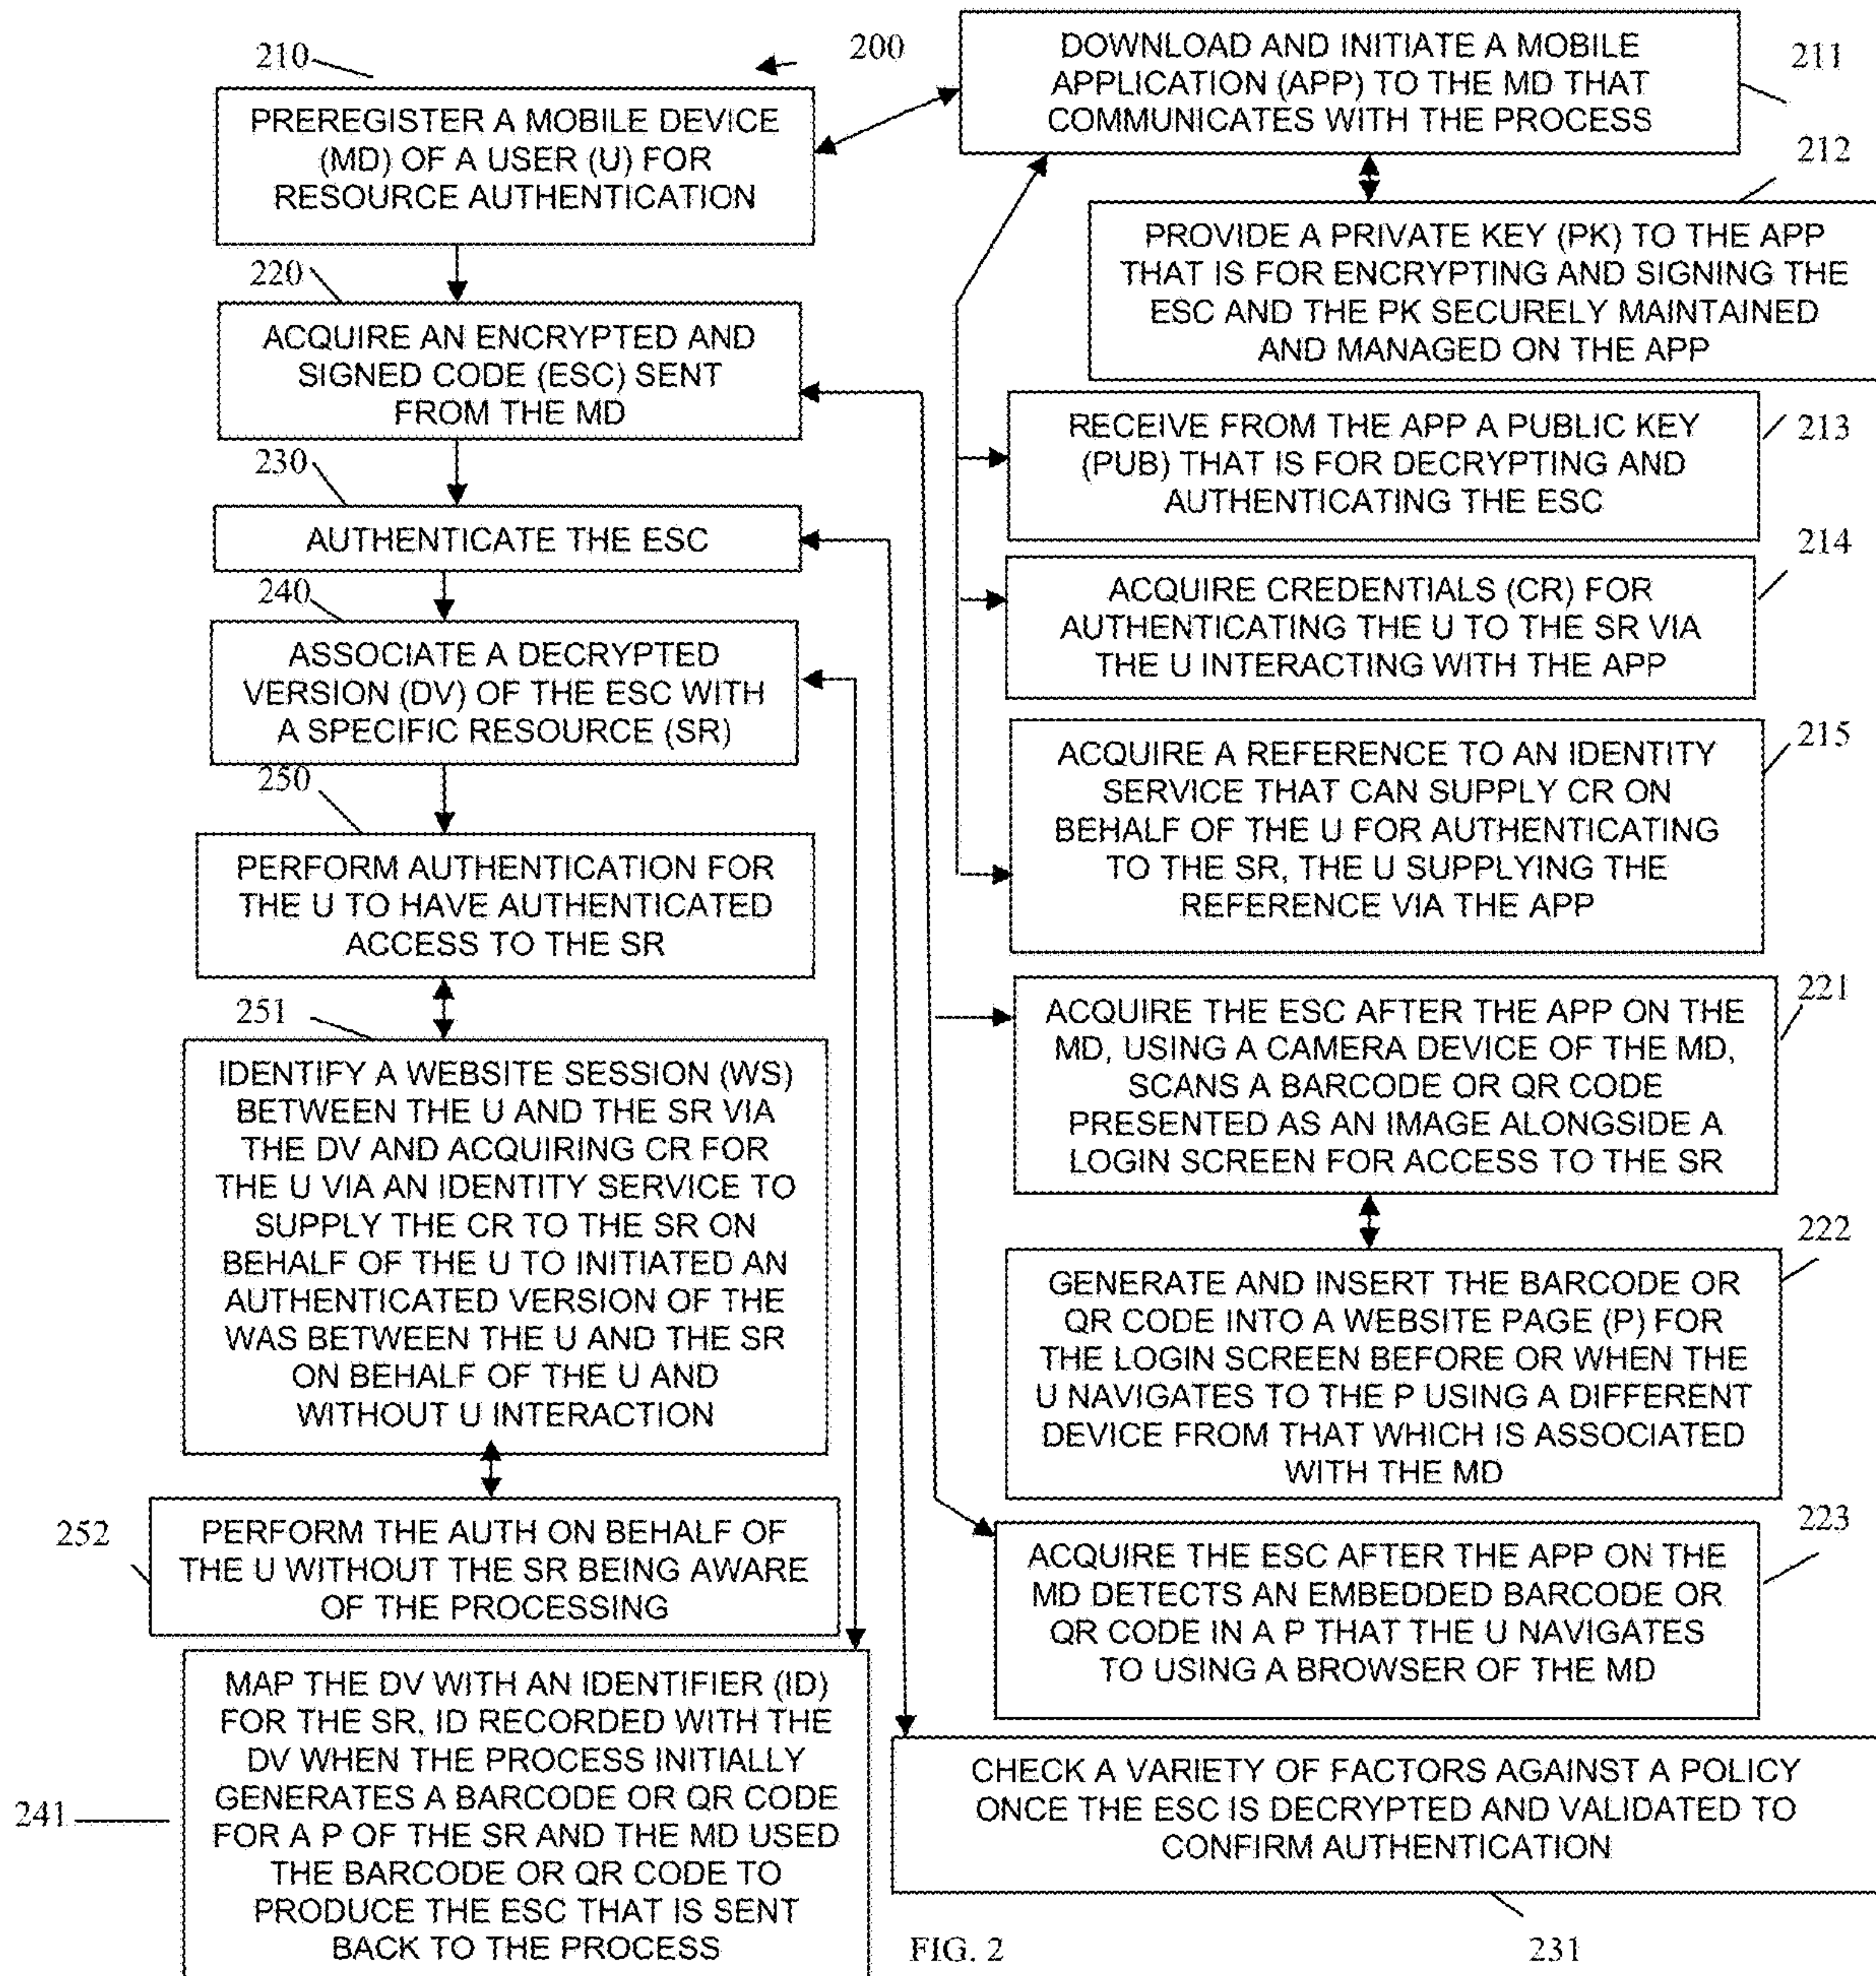 200
210
PREREGISTER A MOBILE DEVICE
(MD) OF A USER (U) FOR
RESOURCE AUTHENTICATION
220
ACQUIRE AN ENCRYPTED AND
SIGNED CODE (ESC) SENT
FROM THE MD
230
AUTHENTICATE THE ESC
240
ASSOCIATE A DECRYPTED
VERSION (DV) OF THE ESC WITH
A SPECIFIC RESOURCE (SR)
250
PERFORM AUTHENTICATION FOR
THE U TO HAVE AUTHENTICATED
ACCESS TO THE SR
251
IDENTIFY A WEBSITE SESSION (WS)
BETWEEN THE U AND THE SR VIA
THE DV AND ACQUIRING CR FOR
THE U VIA AN IDENTITY SERVICE TO
SUPPLY THE CR TO THE SR ON
BEHALF OF THE U TO INITIATED AN
AUTHENTICATED VERSION OF THE
WAS BETWEEN THE U AND THE SR
ON BEHALF OF THE U AND
WITHOUT U INTERACTION
252
PERFORM THE AUTH ON BEHALF OF
THE U WITHOUT THE SR BEING AWARE
OF THE PROCESSING
241
MAP THE DV WITH AN IDENTIFIER (ID)
FOR THE SR, ID RECORDED WITH THE
DV WHEN THE PROCESS INITIALLY
GENERATES A BARCODE OR QR CODE
FOR A P OF THE SR AND THE MD USED
THE BARCODE OR QR CODE TO
PRODUCE THE ESC THAT IS SENT
BACK TO THE PROCESS
211
DOWNLOAD AND INITIATE A MOBILE
APPLICATION (APP) TO THE MD THAT
COMMUNICATES WITH THE PROCESS
212
PROVIDE A PRIVATE KEY (PK) TO THE APP
THAT IS FOR ENCRYPTING AND SIGNING THE
ESC AND THE PK SECURELY MAINTAINED
AND MANAGED ON THE APP
213
RECEIVE FROM THE APP A PUBLIC KEY
(PUB) THAT IS FOR DECRYPTING AND
AUTHENTICATING THE ESC
214
ACQUIRE CREDENTIALS (CR) FOR
AUTHENTICATING THE U TO THE SR VIA
THE U INTERACTING WITH THE APP
215
ACQUIRE A REFERENCE TO AN IDENTITY
SERVICE THAT CAN SUPPLY CR ON
BEHALF OF THE U FOR AUTHENTICATING
TO THE SR, THE U SUPPLYING THE
REFERENCE VIA THE APP
221
ACQUIRE THE ESC AFTER THE APP ON THE
MD, USING A CAMERA DEVICE OF THE MD,
SCANS A BARCODE OR QR CODE
PRESENTED AS AN IMAGE ALONGSIDE A
LOGIN SCREEN FOR ACCESS TO THE SR
222
GENERATE AND INSERT THE BARCODE OR
QR CODE INTO A WEBSITE PAGE (P) FOR
THE LOGIN SCREEN BEFORE OR WHEN THE
U NAVIGATES TO THE P USING A DIFFERENT
DEVICE FROM THAT WHICH IS ASSOCIATED
WITH THE MD
223
ACQUIRE THE ESC AFTER THE APP ON THE
MD DETECTS AN EMBEDDED BARCODE OR
QR CODE IN A P THAT THE U NAVIGATES
TO USING A BROWSER OF THE MD
CHECK A VARIETY OF FACTORS AGAINST A POLICY
ONCE THE ESC IS DECRYPTED AND VALIDATED TO
CONFIRM AUTHENTICATION
231
FIG. 2